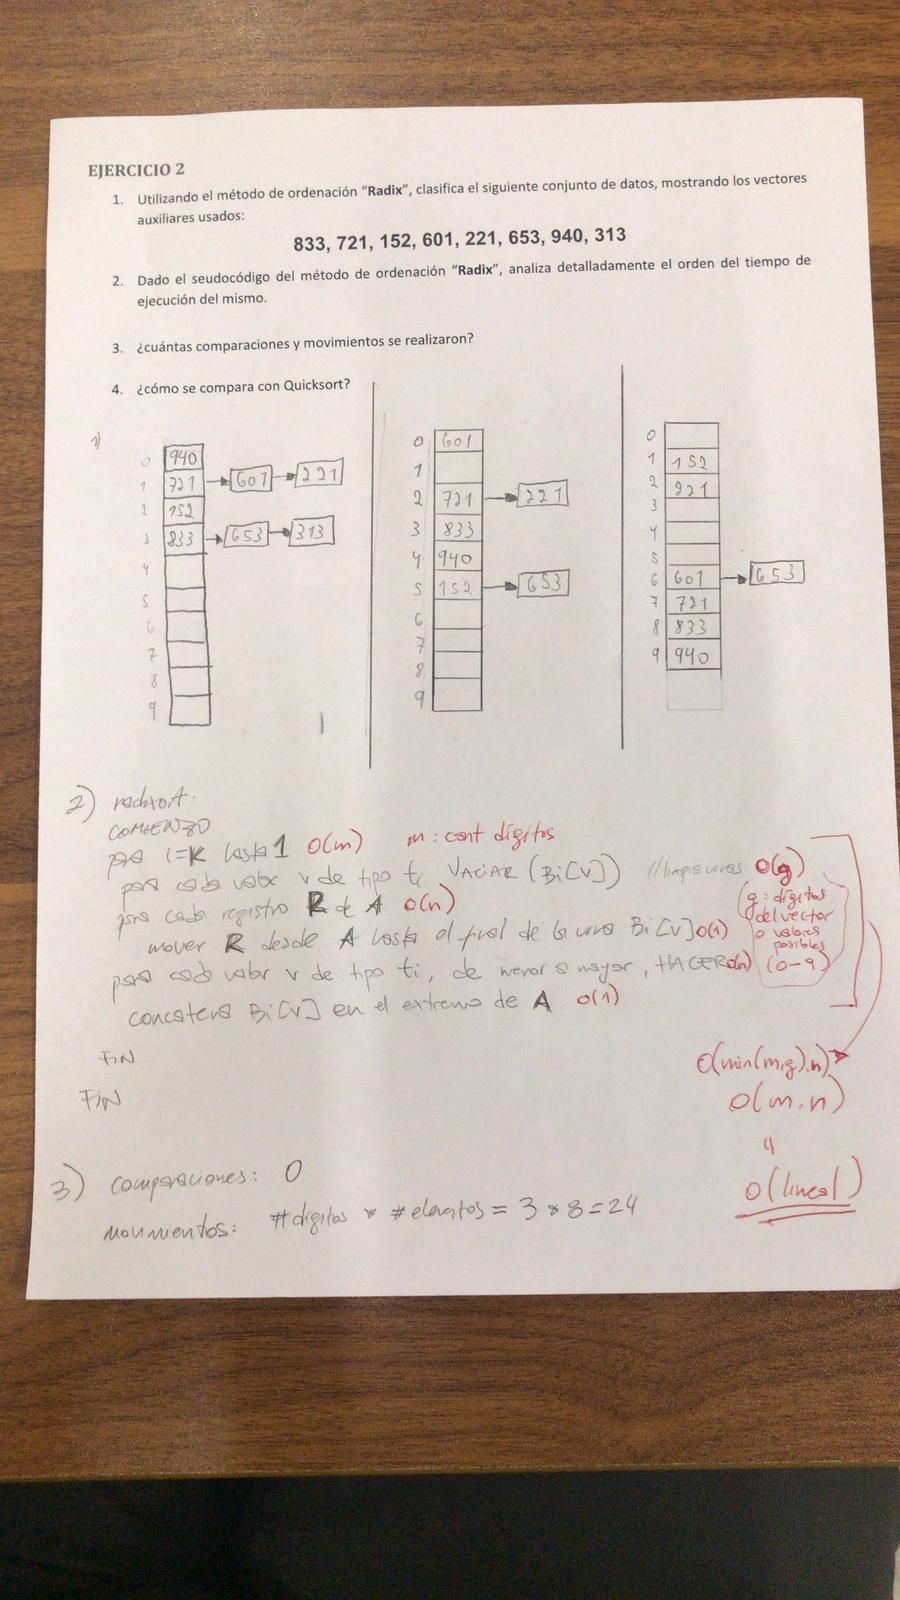 EJERCICIO 2
1. Utilizando el método de ordenación “Radix”, clasifica el siguiente conjunto de datos, mostrando los vectores
auxiliares usados:
833, 721, 152, 601, 221, 653, 940, 313
2. Dado el seudocódigo del método de ordenación “Radix”, analiza detalladamente el orden del tiempo de
ejecución del mismo.
3. ¿cuántas comparaciones y movimientos se realizaron?
4. ¿cómo se compara con Quicksort?
1)
0 940
1 721 601 221
2 152
3 833 653 313
4
5
6
7
8
9
0 601
1
2 721 221
3 833
4 940
5 152 653
6
7
8
9
0
1 152
2 221
3
4
5
6 601 653
7 721
8 833
9 940
2)
COMIENZO
para i=K hasta 1 O(m) m: cant dígitos
para cada valor v de tipo ti VACIAR (Bi[v]) // limpia urnas O(g)
para cada registro R de A O(n)
mover R desde A hasta el final de la urna Bi[v] O(1)
para cada valor v de tipo ti, de menor a mayor, HACER O(n)
concatena Bi[v] en el extremo de A O(1)
(g: dígitos
del vector
o valores
posibles
(0-9)
FIN
FIN
O(min(m,g).n)
O(m.n)
O(lineal)
3) comparaciones: 0
movimientos: #dígitos * #elementos = 3*8=24